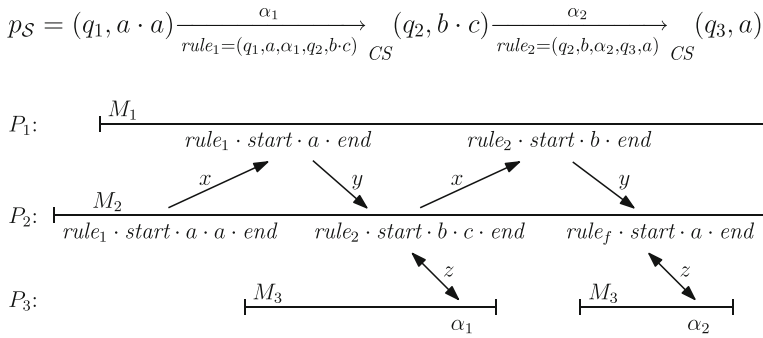 p_S = (q_1, a · a) →^{α_1}_{rule_1=(q_1,a,α_1,q_2,b·c)} _{CS} (q_2, b · c) →^{α_2}_{rule_2=(q_2,b,α_2,q_3,a)} _{CS} (q_3, a)
P_1: M_1
rule_1 · start · a · end rule_2 · start · b · end
x y x y
P_2: M_2
rule_1 · start · a · a · end rule_2 · start · b · c · end rule_f · start · a · end
z z
P_3: M_3 M_3
α_1 α_2